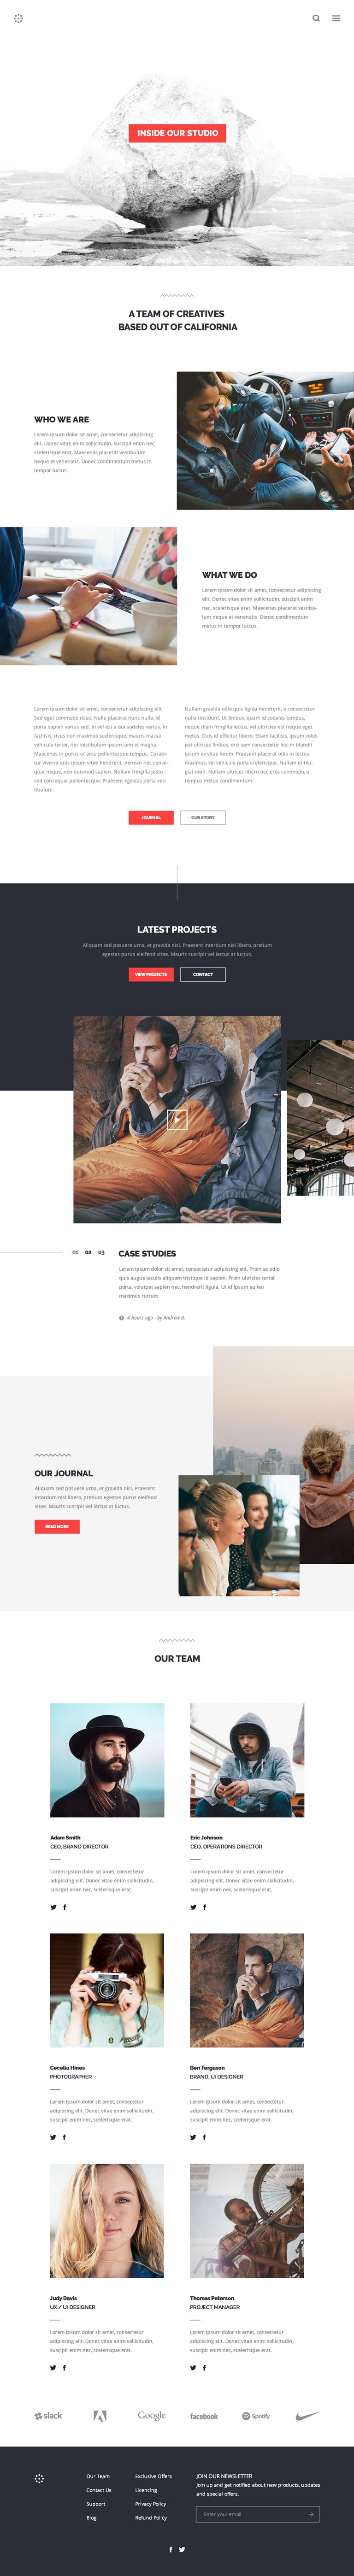 INSIDE OUR STUDIO
A TEAM OF CREATIVES
BASED OUT OF CALIFORNIA
WHO WE ARE
Lorem ipsum dolor sit amet, consectetur adipiscing
elit. Donec vitae enim sollicitudin, suscipit enim nec,
scelerisque erat. Maecenas placerat vestibulum
neque et venenatis. Donec condimentum metus in
tempor luctus.
WHAT WE DO
Lorem ipsum dolor sit amet, consectetur adipiscing
elit. Donec vitae enim sollicitudin, suscipit enim
nec, scelerisque erat. Maecenas placerat vestibu-
lum neque et venenatis. Donec condimentum
metus in tempor luctus.
Lorem ipsum dolor sit amet, consectetur adipiscing elit.
Sed eget commodo risus. Nulla placerat nunc nulla, id
porta sapien varius sed. In vel est a dui sodales varius. In
facilisis, risus non maximus scelerisque, mauris massa
vehicula tortor, nec vestibulum ipsum sem et magna.
Maecenas in purus ut arcu pellentesque tempus. Curabi-
tur viverra quis ipsum vitae hendrerit. Aenean nec conse-
quat neque, non euismod sapien. Nullam fringilla justo
sed consequat pellentesque. Praesent egestas porta ves-
tibulum.
Nullam gravida odio quis ligula hendrerit, a consectetur
nulla tincidunt. Ut finibus, quam id sodales tempus,
neque diam fringilla lectus, vel ultricies est neque eget
metus. Duis id efficitur libero. Etiam facilisis, ipsum volut-
pat ultrices finibus, orci sem consectetur leo, in blandit
ipsum ex vitae lorem. Praesent placerat odio in lectus
maximus, vel vehicula nulla scelerisque. Nullam et feu-
giat nibh. Nullam ultrices libero nec eros commodo, a
tempus metus condimentum.
JOURNAL
OUR STORY
LATEST PROJECTS
Aliquam sed posuere urna, et gravida nisl. Praesent interdum nisl libero, pretium
egestas purus eleifend vitae. Mauris suscipit vel lectus at luctus.
VIEW PROJECTS
CONTACT
01 02 03
CASE STUDIES
Lorem ipsum dolor sit amet, consectetur adipiscing elit. Proin ac odio
quis augue iaculis aliquam tristique id sapien. Proin ultricies tortor
porta, volutpat sapien nec, hendrerit ligula. Ut id ipsum eu leo
maximus rutrum.
4 hours ago - by Andrew B.
OUR JOURNAL
Aliquam sed posuere urna, et gravida nisl. Praesent
interdum nisl libero, pretium egestas purus eleifend
vitae. Mauris suscipit vel lectus at luctus.
READ MORE
OUR TEAM
Adam Smith
CEO, BRAND DIRECTOR
Lorem ipsum dolor sit amet, consectetur
adipiscing elit. Donec vitae enim sollicitudin,
suscipit enim nec, scelerisque erat.
Eric Johnson
CEO, OPERATIONS DIRECTOR
Lorem ipsum dolor sit amet, consectetur
adipiscing elit. Donec vitae enim sollicitudin,
suscipit enim nec, scelerisque erat.
Cecelia Hines
PHOTOGRAPHER
Lorem ipsum dolor sit amet, consectetur
adipiscing elit. Donec vitae enim sollicitudin,
suscipit enim nec, scelerisque erat.
Ben Ferguson
BRAND, UI DESIGNER
Lorem ipsum dolor sit amet, consectetur
adipiscing elit. Donec vitae enim sollicitudin,
suscipit enim nec, scelerisque erat.
Judy Davis
UX / UI DESIGNER
Lorem ipsum dolor sit amet, consectetur
adipiscing elit. Donec vitae enim sollicitudin,
suscipit enim nec, scelerisque erat.
Thomas Peterson
PROJECT MANAGER
Lorem ipsum dolor sit amet, consectetur
adipiscing elit. Donec vitae enim sollicitudin,
suscipit enim nec, scelerisque erat.
slack
Google
facebook
Spotify
Our Team
Contact Us
Support
Blog
Exclusive Offers
Licencing
Privacy Policy
Refund Policy
JOIN OUR NEWSLETTER
Join up and get notified about new products, updates
and special offers.
Enter your email